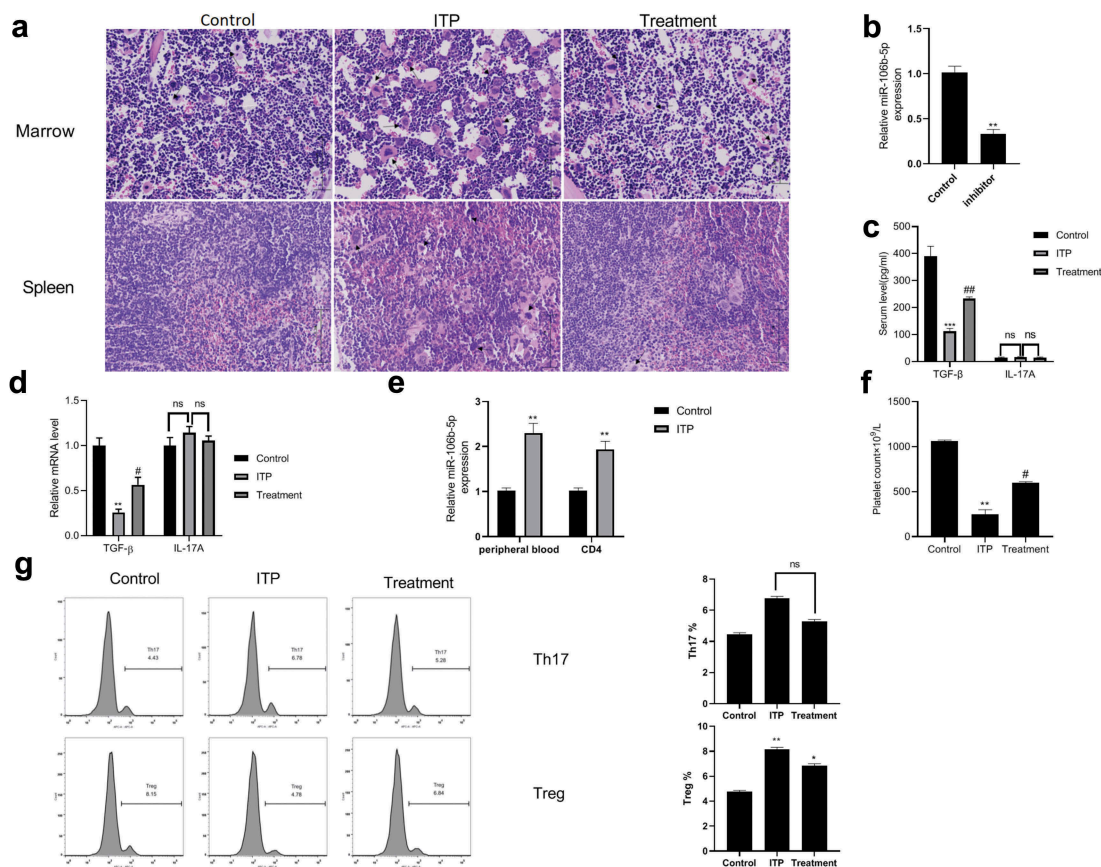 a
Control
ITP
Treatment
Marrow
Spleen
b
Relative miR-106b-5p
expression
1.5
1.0
0.5
0.0
**
Control
inhibitor
c
Serum level(pg/ml)
500
400
300
200
100
0
***
##
ns
ns
TGF-β
IL-17A
Control
ITP
Treatment
d
Relative mRNA level
1.5
1.0
0.5
0.0
**
#
ns
ns
TGF-β
IL-17A
Control
ITP
Treatment
e
Relative miR-106b-5p
expression
3
2
1
0
**
**
peripheral blood
CD4
Control
ITP
f
Platelet count×10⁹/L
1500
1000
500
0
**
#
Control
ITP
Treatment
g
Control
ITP
Treatment
Th17
4.43
Th17
6.78
Th17
5.28
Th17
Th17 %
8
6
4
2
0
ns
Control
ITP
Treatment
Treg
8.15
Treg
4.78
Treg
6.84
Treg
Treg %
10
8
6
4
2
0
**
*
Control
ITP
Treatment